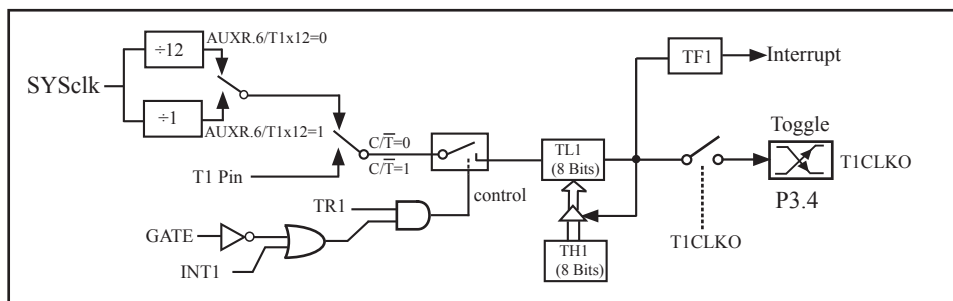 ÷12
AUXR.6/T1x12=0
SYSclk
÷1
AUXR.6/T1x12=1
T1 Pin
C/T̅=0
C/T̅=1
TR1
control
GATE
INT1
TL1
(8 Bits)
TH1
(8 Bits)
TF1
Interrupt
Toggle
T1CLKO
P3.4
T1CLKO